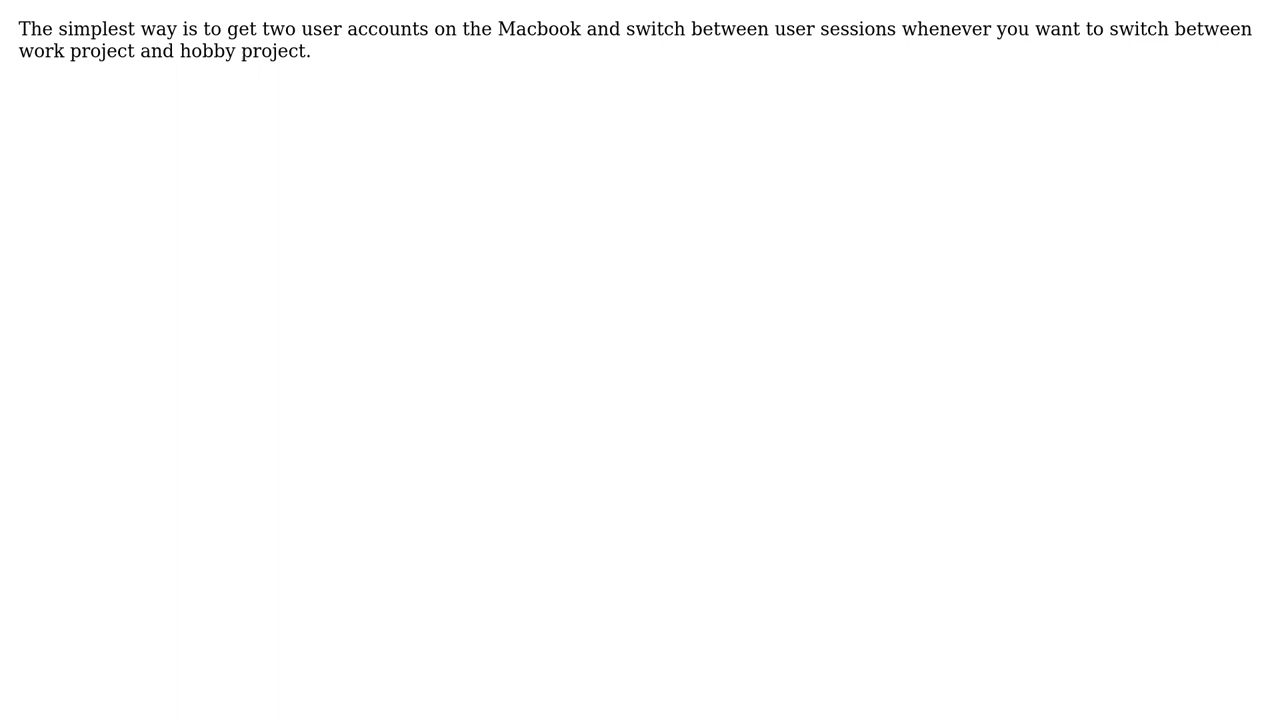 The simplest way is to get two user accounts on the Macbook and switch between user sessions whenever you want to switch between
work project and hobby project.